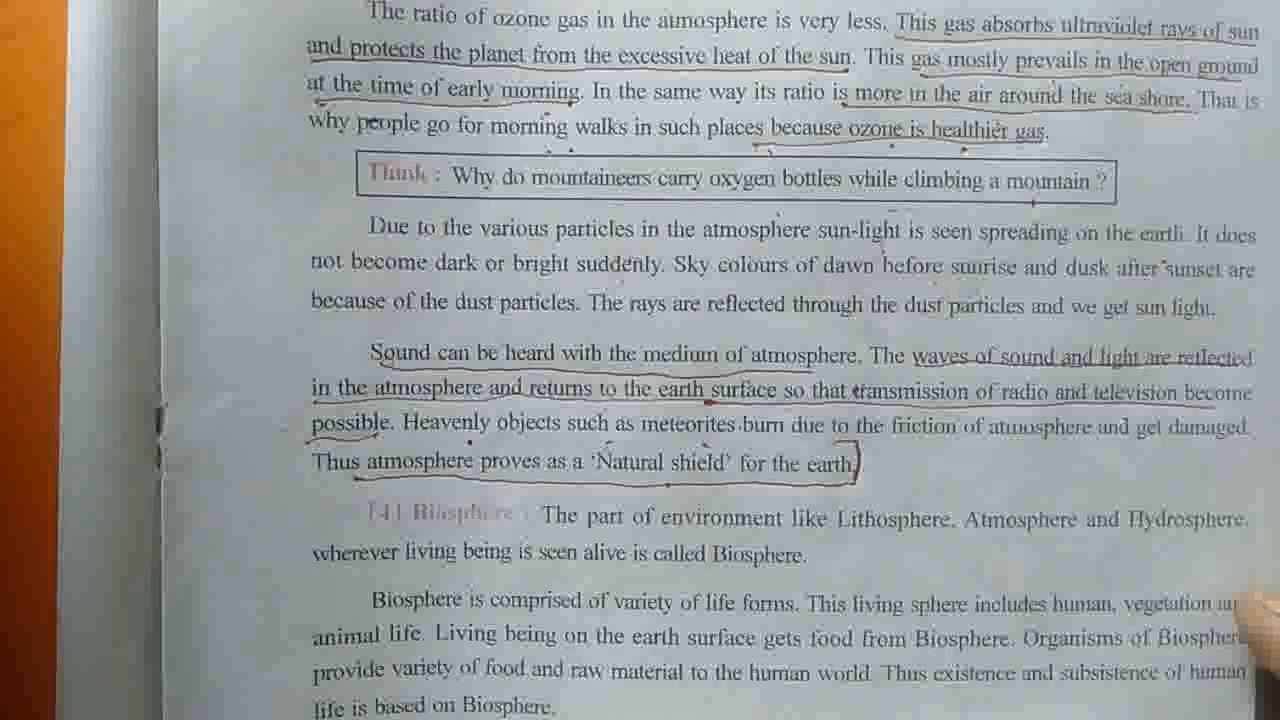 The ratio of ozone gas in the atmosphere is very less. This gas absorbs ultraviolet rays of sun
and protects the planet from the excessive heat of the sun. This gas mostly prevails in the open ground
at the time of early morning. In the same way its ratio is more in the air around the sea shore. That is
why people go for morning walks in such places because ozone is healthier gas.
Think : Why do mountaineers carry oxygen bottles while climbing a mountain ?
Due to the various particles in the atmosphere sun-light is seen spreading on the earth. It does
not become dark or bright suddenly. Sky colours of dawn before sunrise and dusk after sunset are
because of the dust particles. The rays are reflected through the dust particles and we get sun light.
Sound can be heard with the medium of atmosphere. The waves of sound and light are reflected
in the atmosphere and returns to the earth surface so that transmission of radio and television become
possible. Heavenly objects such as meteorites burn due to the friction of atmosphere and get damaged.
Thus atmosphere proves as a ‘Natural shield’ for the earth.
[4] Biosphere : The part of environment like Lithosphere, Atmosphere and Hydrosphere,
wherever living being is seen alive is called Biosphere.
Biosphere is comprised of variety of life forms. This living sphere includes human, vegetation
animal life. Living being on the earth surface gets food from Biosphere. Organisms of Biosphere
provide variety of food and raw material to the human world. Thus existence and subsistence of human
life is based on Biosphere.